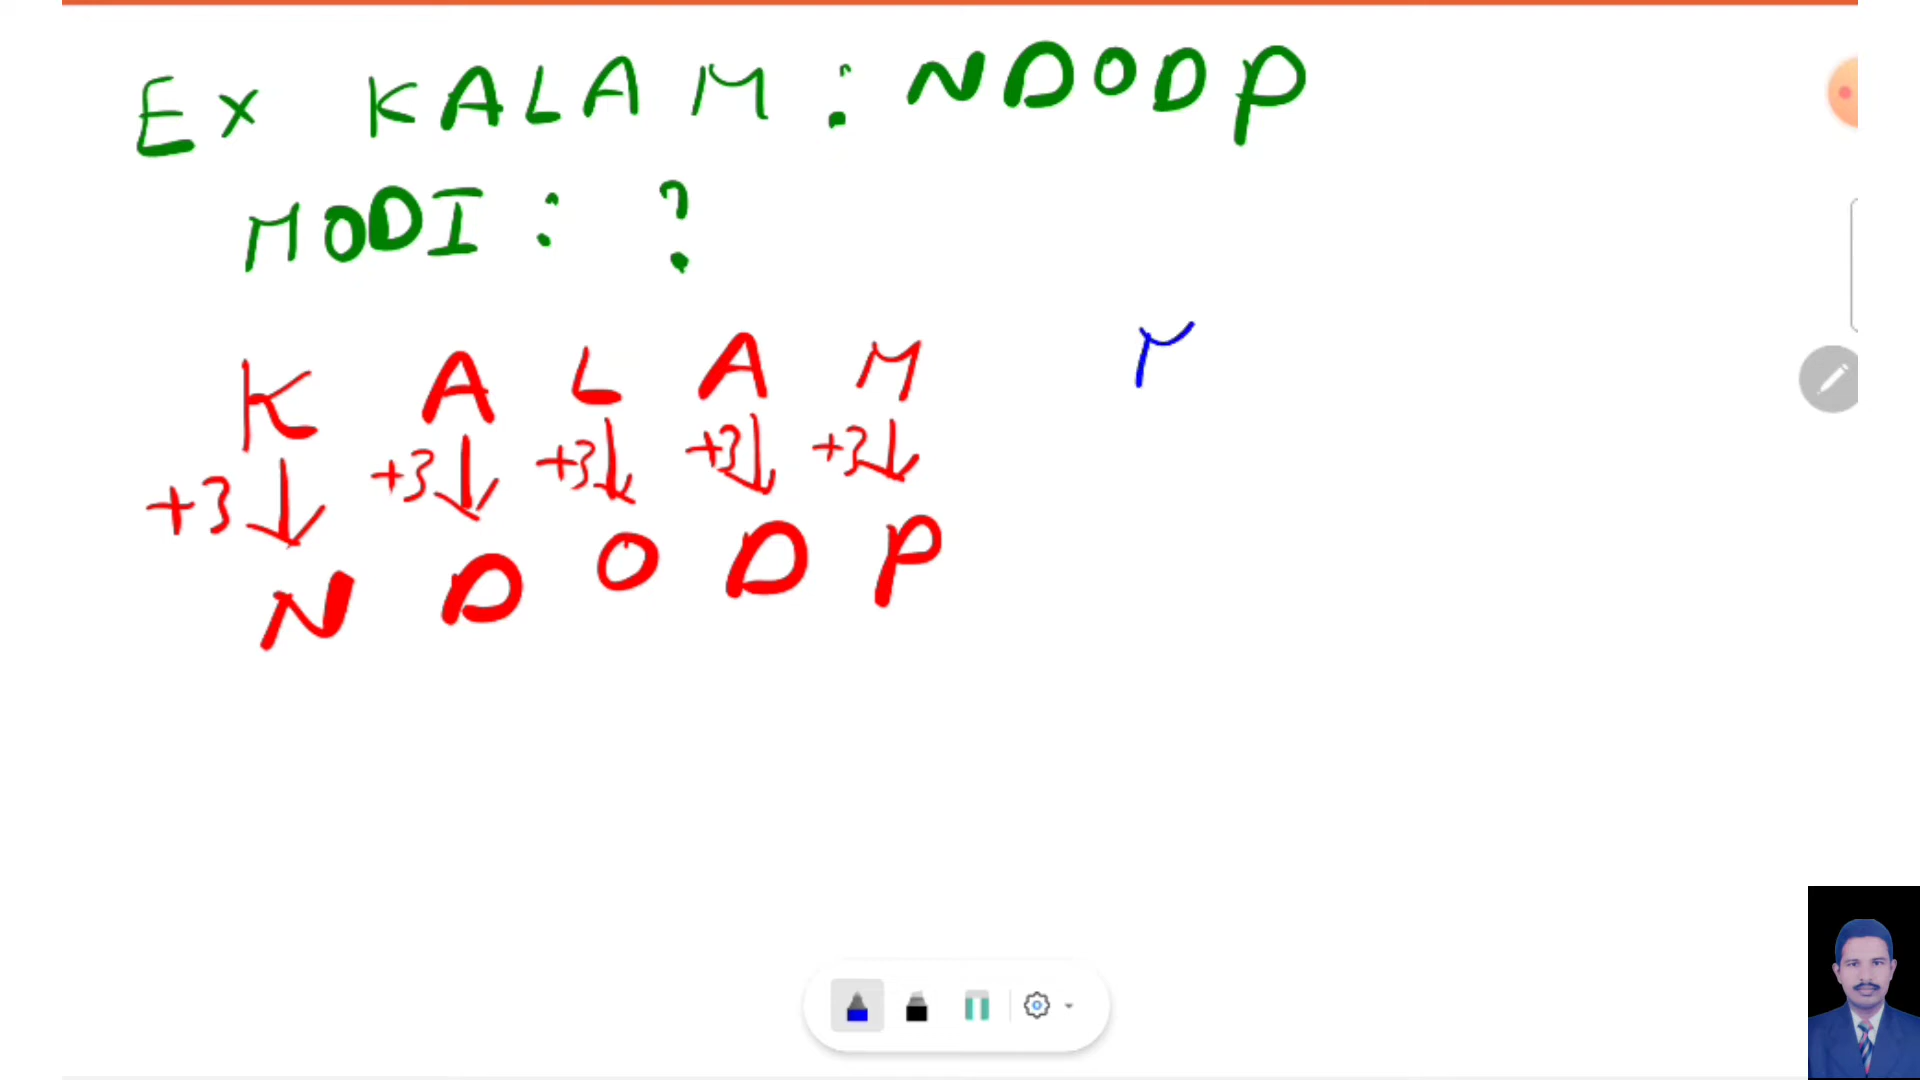 Ex KALAM : NDODP
MODI : ?
K A L A M
+3 +3 +3 +3 +3
N D O D P